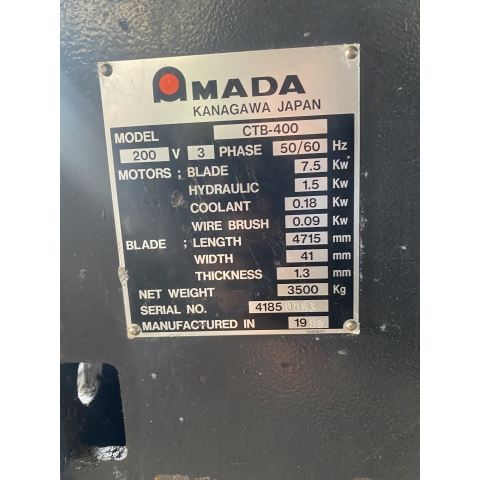 AMADA
KANAGAWA JAPAN
MODEL CTB-400
200 V 3 PHASE 50/60 Hz
MOTORS ; BLADE 7.5 Kw
HYDRAULIC 1.5 Kw
COOLANT 0.18 Kw
WIRE BRUSH 0.09 Kw
BLADE ; LENGTH 4715 mm
WIDTH 41 mm
THICKNESS 1.3 mm
NET WEIGHT 3500 Kg
SERIAL NO.
MANUFACTURED IN